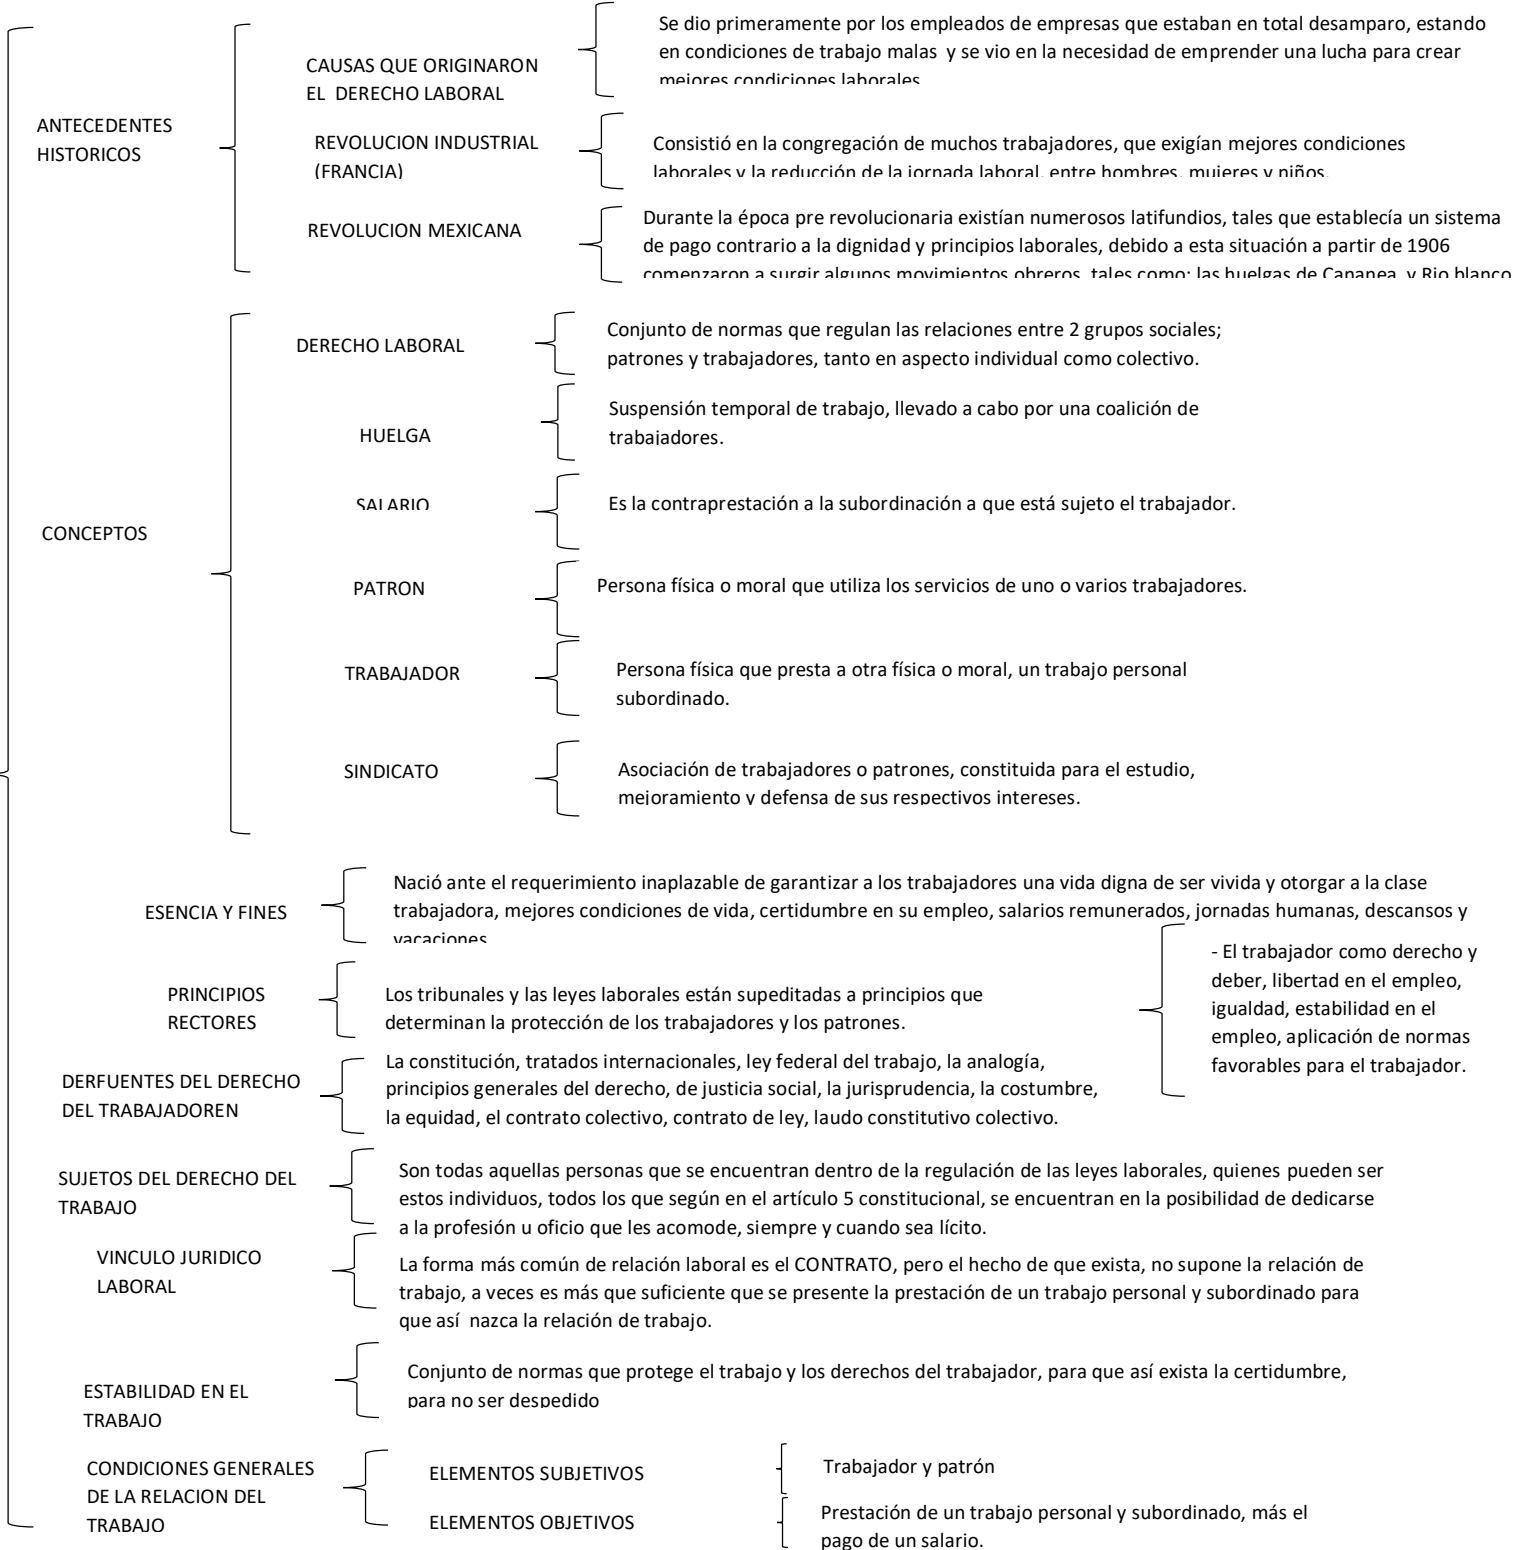 ANTECEDENTES
HISTORICOS
CAUSAS QUE ORIGINARON
EL DERECHO LABORAL
Se dio primeramente por los empleados de empresas que estaban en total desamparo, estando
en condiciones de trabajo malas y se vio en la necesidad de emprender una lucha para crear
mejores condiciones laborales
REVOLUCION INDUSTRIAL
(FRANCIA)
Consistió en la congregación de muchos trabajadores, que exigían mejores condiciones
laborales y la reducción de la jornada laboral, entre hombres, mujeres y niños.
REVOLUCION MEXICANA
Durante la época pre revolucionaria existían numerosos latifundios, tales que establecía un sistema
de pago contrario a la dignidad y principios laborales, debido a esta situación a partir de 1906
comenzaron a surgir algunos movimientos obreros, tales como: las huelgas de Cananea, y Rio blanco
CONCEPTOS
DERECHO LABORAL
Conjunto de normas que regulan las relaciones entre 2 grupos sociales;
patrones y trabajadores, tanto en aspecto individual como colectivo.
HUELGA
Suspensión temporal de trabajo, llevado a cabo por una coalición de
trabajadores.
SALARIO
Es la contraprestación a la subordinación a que está sujeto el trabajador.
PATRON
Persona física o moral que utiliza los servicios de uno o varios trabajadores.
TRABAJADOR
Persona física que presta a otra física o moral, un trabajo personal
subordinado.
SINDICATO
Asociación de trabajadores o patrones, constituida para el estudio,
mejoramiento y defensa de sus respectivos intereses.
ESENCIA Y FINES
Nació ante el requerimiento inaplazable de garantizar a los trabajadores una vida digna de ser vivida y otorgar a la clase
trabajadora, mejores condiciones de vida, certidumbre en su empleo, salarios remunerados, jornadas humanas, descansos y
vacaciones
PRINCIPIOS
RECTORES
Los tribunales y las leyes laborales están supeditadas a principios que
determinan la protección de los trabajadores y los patrones.
- El trabajador como derecho y
deber, libertad en el empleo,
igualdad, estabilidad en el
empleo, aplicación de normas
favorables para el trabajador.
DERFUENTES DEL DERECHO
DEL TRABAJADOREN
La constitución, tratados internacionales, ley federal del trabajo, la analogía,
principios generales del derecho, de justicia social, la jurisprudencia, la costumbre,
la equidad, el contrato colectivo, contrato de ley, laudo constitutivo colectivo.
SUJETOS DEL DERECHO DEL
TRABAJO
Son todas aquellas personas que se encuentran dentro de la regulación de las leyes laborales, quienes pueden ser
estos individuos, todos los que según en el artículo 5 constitucional, se encuentran en la posibilidad de dedicarse
a la profesión u oficio que les acomode, siempre y cuando sea lícito.
VINCULO JURIDICO
LABORAL
La forma más común de relación laboral es el CONTRATO, pero el hecho de que exista, no supone la relación de
trabajo, a veces es más que suficiente que se presente la prestación de un trabajo personal y subordinado para
que así nazca la relación de trabajo.
ESTABILIDAD EN EL
TRABAJO
Conjunto de normas que protege el trabajo y los derechos del trabajador, para que así exista la certidumbre,
para no ser despedido
CONDICIONES GENERALES
DE LA RELACION DEL
TRABAJO
ELEMENTOS SUBJETIVOS
Trabajador y patrón
ELEMENTOS OBJETIVOS
Prestación de un trabajo personal y subordinado, más el
pago de un salario.